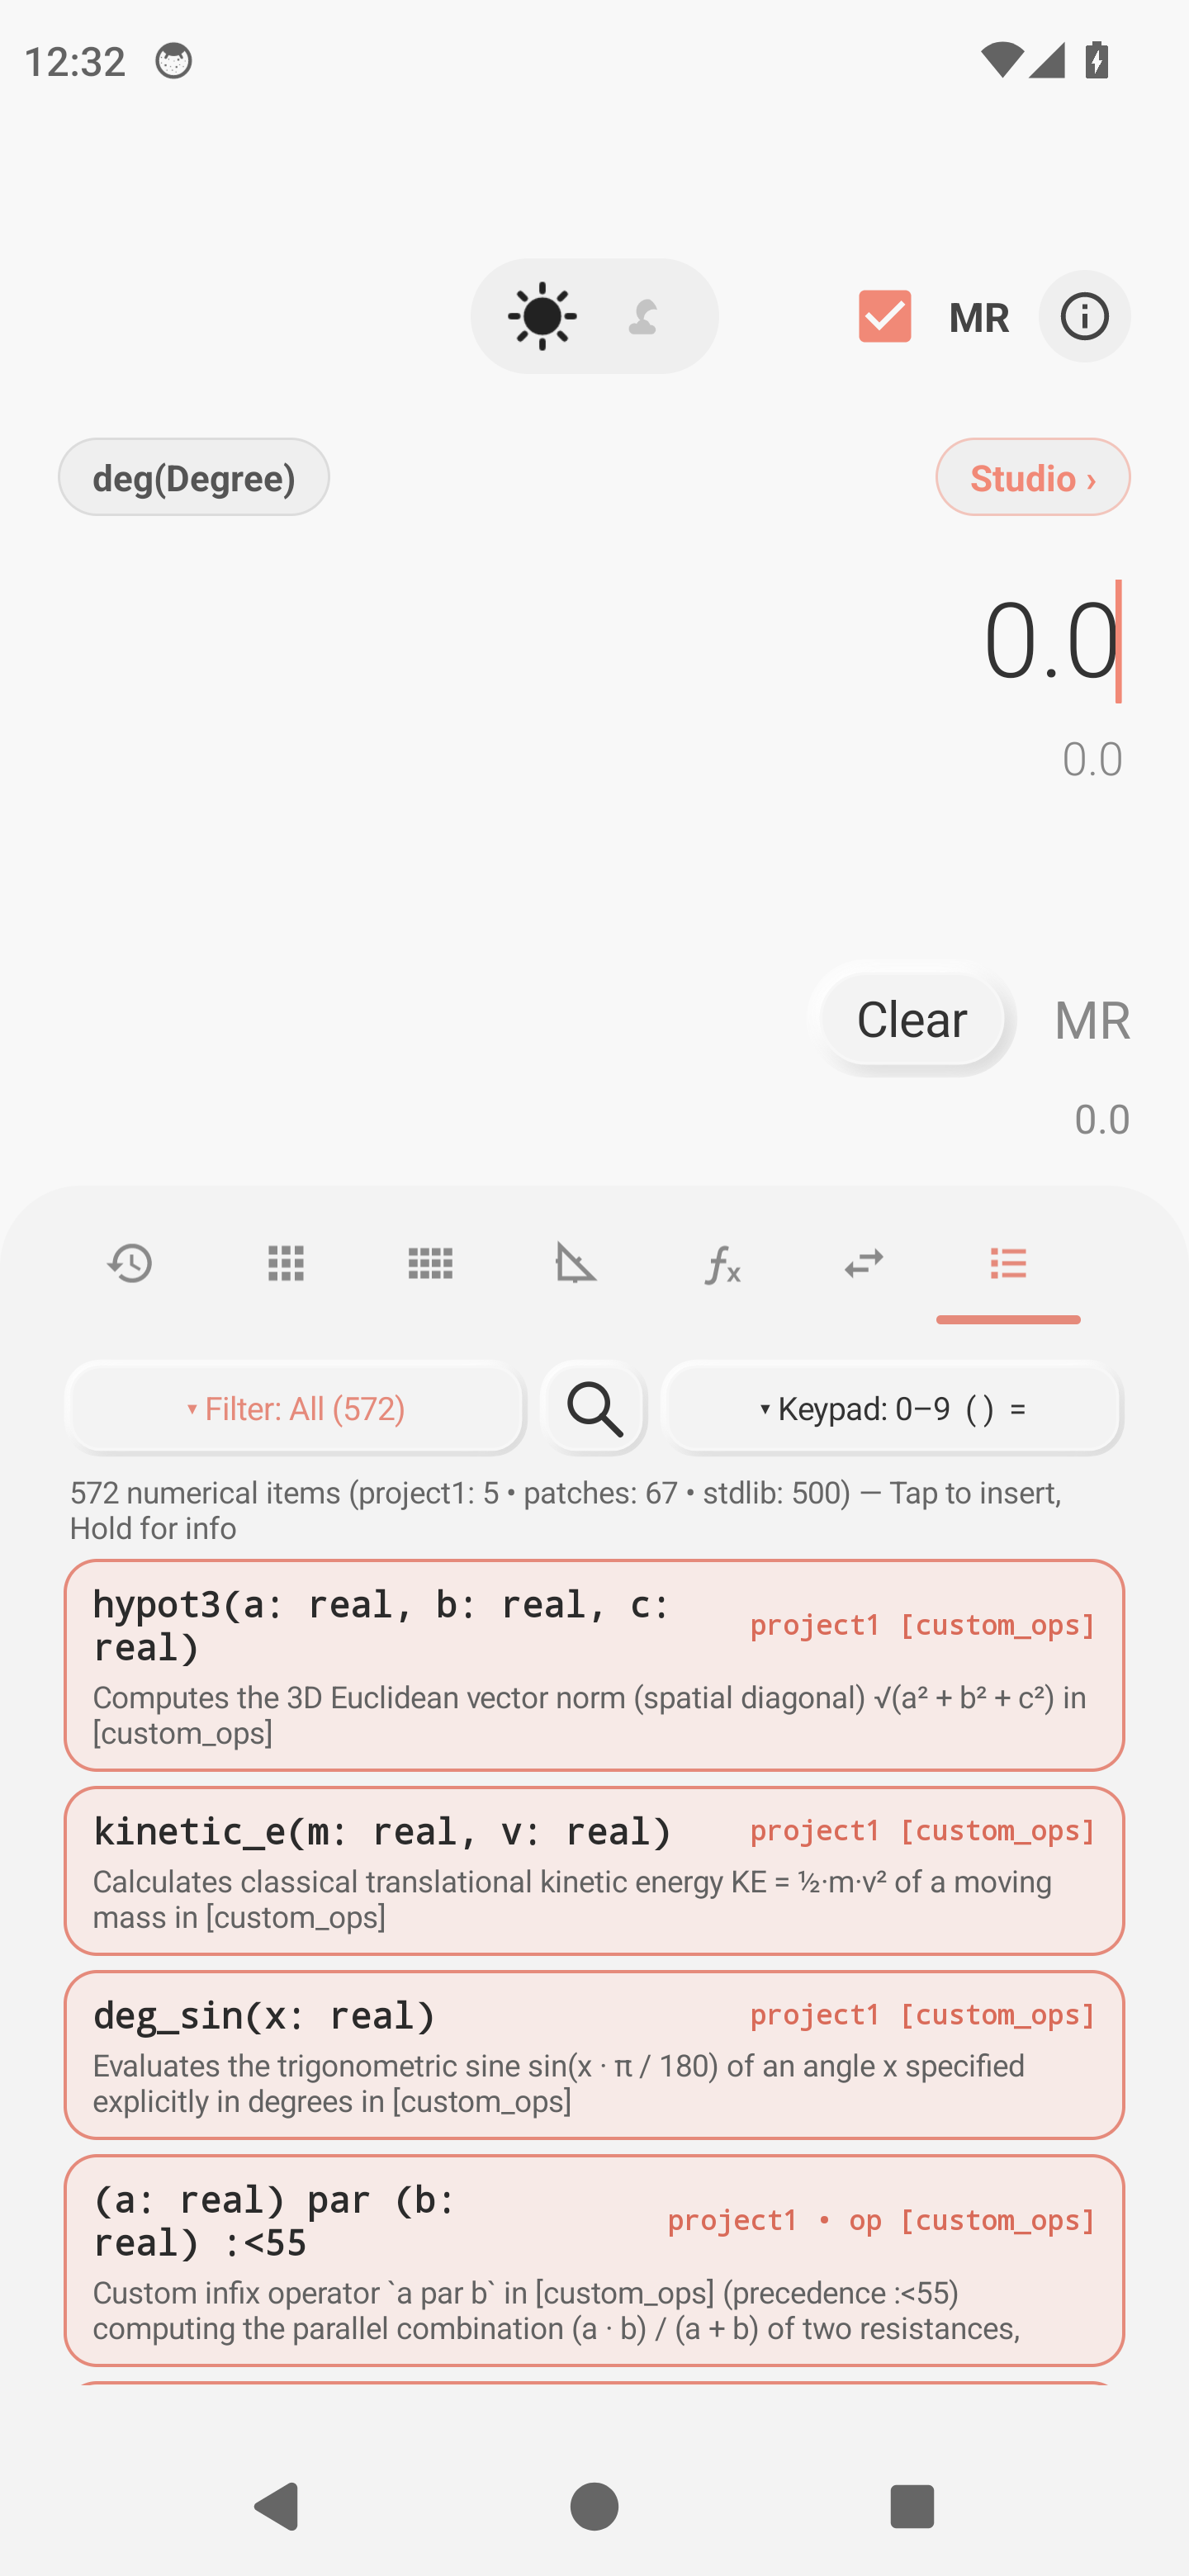 12:32
MR
deg(Degree)
Studio ›
0.0
0.0
Clear
MR
0.0
fx
▾ Filter: All (572)
▾ Keypad: 0–9 ( ) =
572 numerical items (project1: 5 • patches: 67 • stdlib: 500) — Tap to insert,
Hold for info
hypot3(a: real, b: real, c:
real)
project1 [custom_ops]
Computes the 3D Euclidean vector norm (spatial diagonal) √(a² + b² + c²) in
[custom_ops]
kinetic_e(m: real, v: real)
project1 [custom_ops]
Calculates classical translational kinetic energy KE = ½·m·v² of a moving
mass in [custom_ops]
deg_sin(x: real)
project1 [custom_ops]
Evaluates the trigonometric sine sin(x · π / 180) of an angle x specified
explicitly in degrees in [custom_ops]
(a: real) par (b:
real) :<55
project1 • op [custom_ops]
Custom infix operator `a par b` in [custom_ops] (precedence :<55)
computing the parallel combination (a · b) / (a + b) of two resistances,